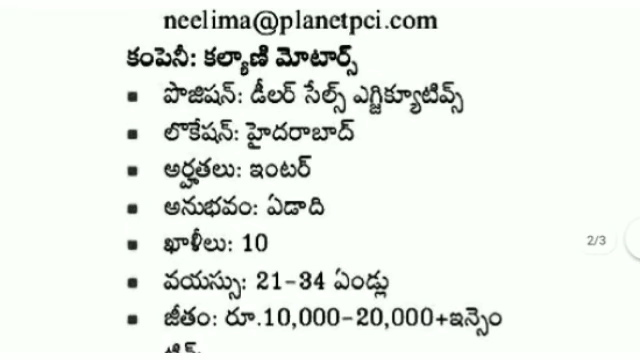 neelima@planetpci.com
కంపెనీ: కల్యాణి మోటార్స్
▪ పొజిషన్: డీలర్ సేల్స్ ఎగ్జిక్యూటివ్స్
▪ లొకేషన్: హైదరాబాద్
▪ అర్హతలు: ఇంటర్
▪ అనుభవం: ఏడాది
▪ ఖాళీలు: 10
2/3
▪ వయస్సు: 21-34 ఏండ్లు
▪ జీతం: రూ.10,000-20,000+ఇన్సెం